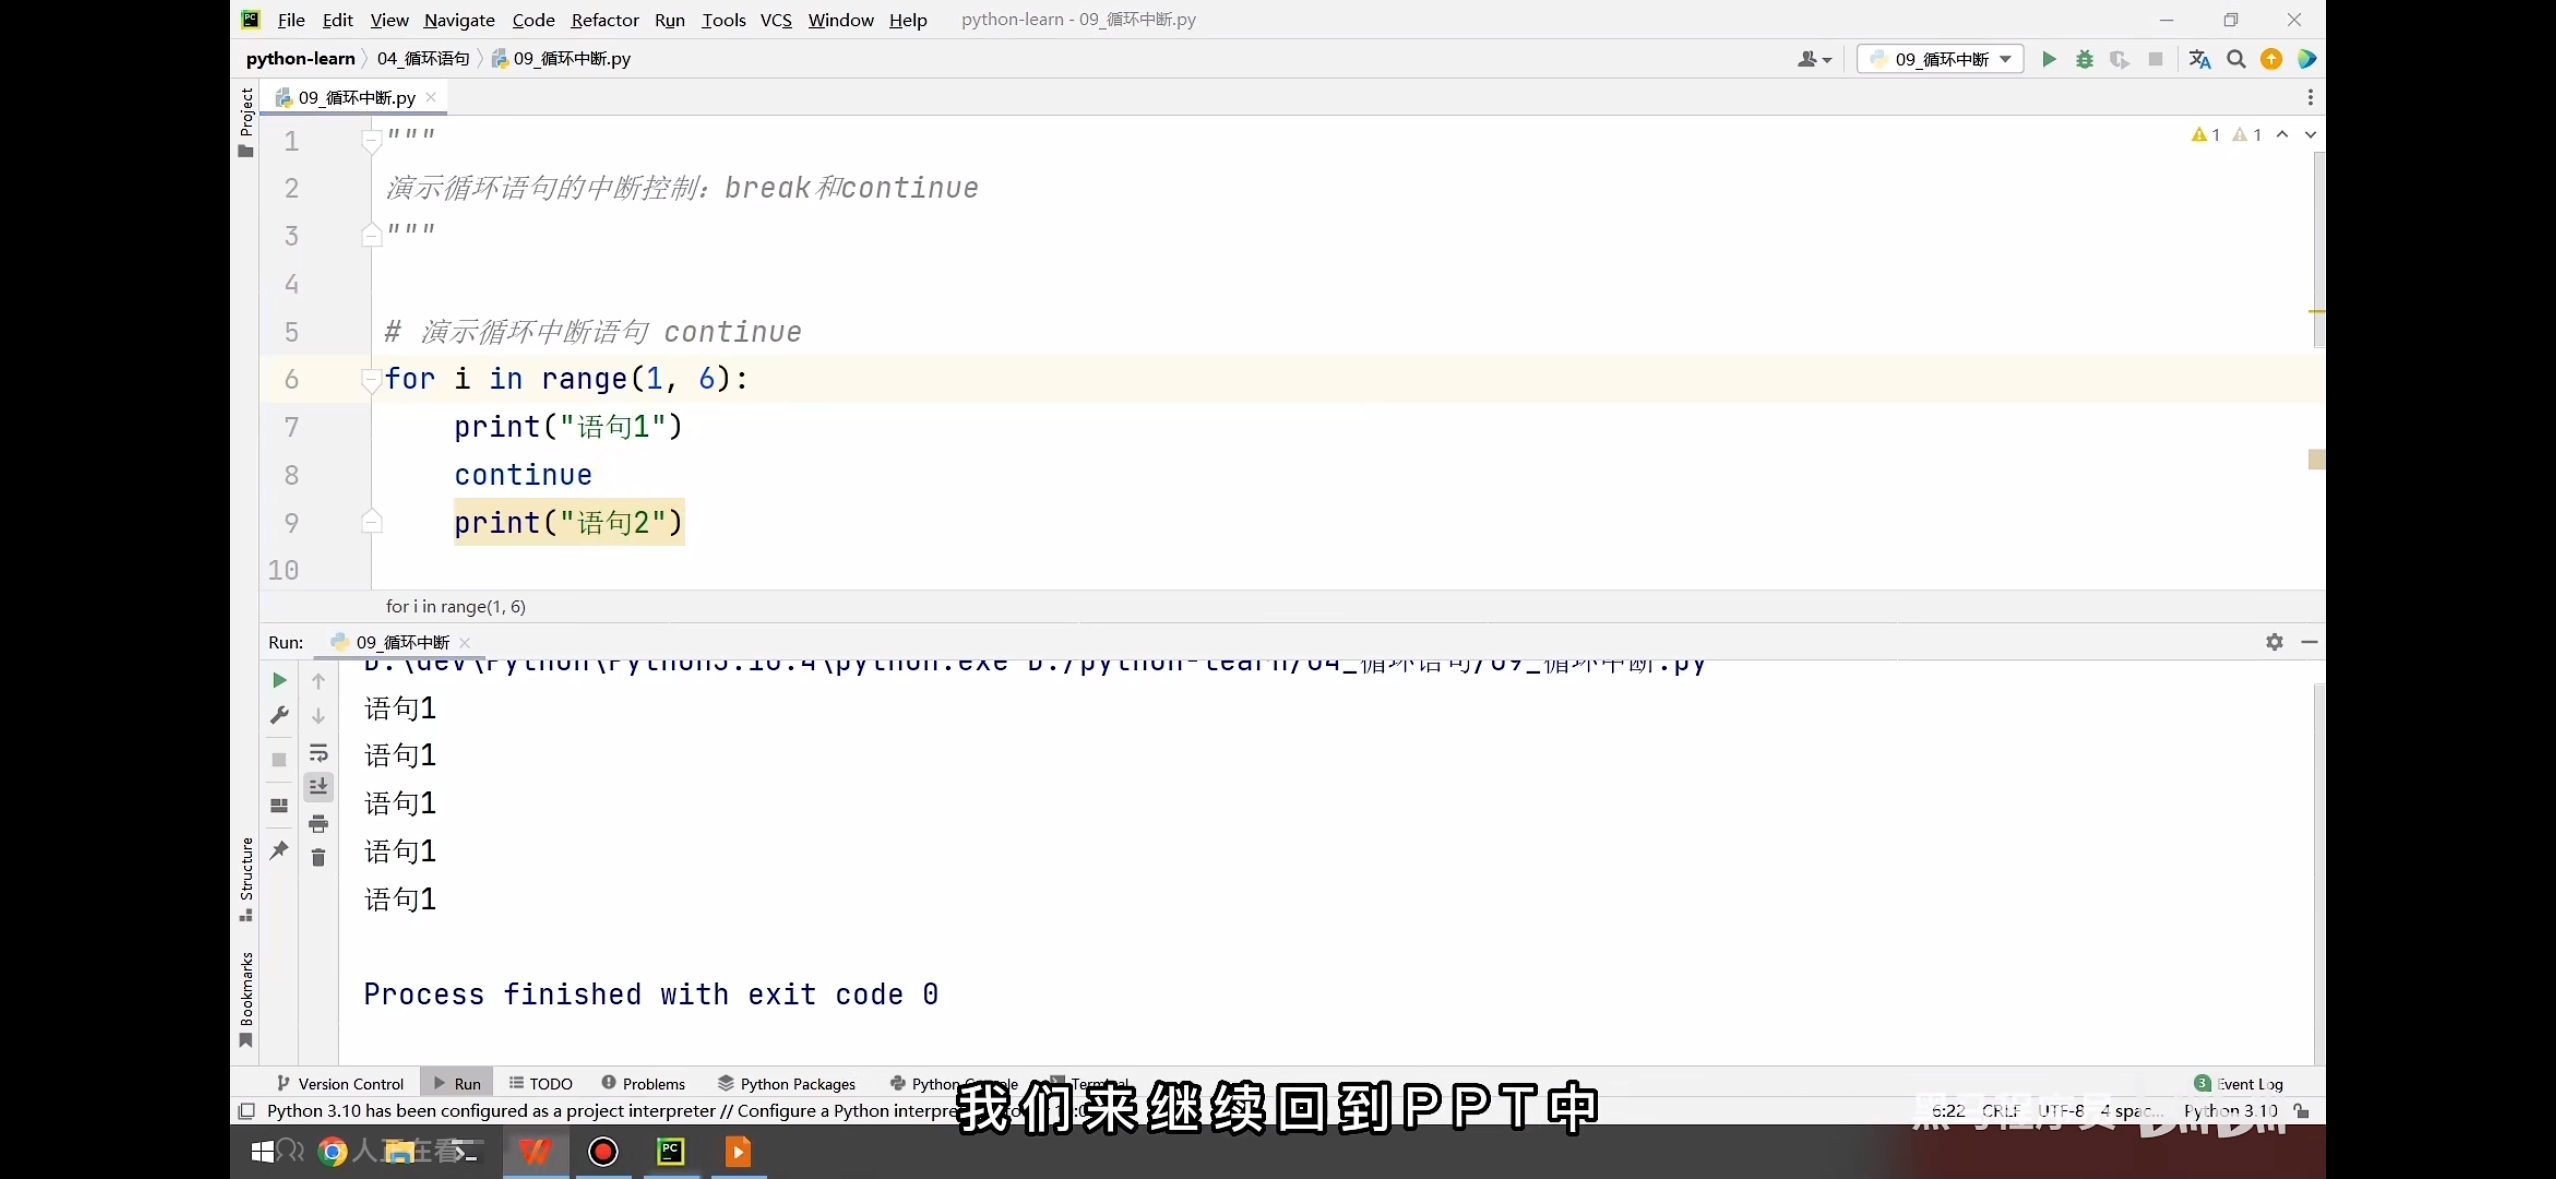 File Edit View Navigate Code Refactor Run Tools VCS Window Help python-learn - 09_循环中断.py
python-learn 04_循环语句 09_循环中断.py 09_循环中断
Project
09_循环中断.py
1 """
1 1
2 演示循环语句的中断控制：break和continue
3 """
4
5 # 演示循环中断语句 continue
6 for i in range(1, 6):
7 print("语句1")
8 continue
9 print("语句2")
10
for i in range(1, 6)
Run: 09_循环中断
D:\dev\Python\Python3.10.4\python.exe D:/python-learn/04_循环语句/09_循环中断.py
语句1
语句1
语句1
语句1
语句1
Structure
Process finished with exit code 0
Bookmarks
Version Control Run TODO Problems Python Packages Python Console Terminal 3 Event Log
Python 3.10 has been configured as a project interpreter // Configure a Python 6:22 CRLF UTF-8 4 spac... Python 3.10
我们来继续回到PPT中
黑马程序员 bilibili
人正在看